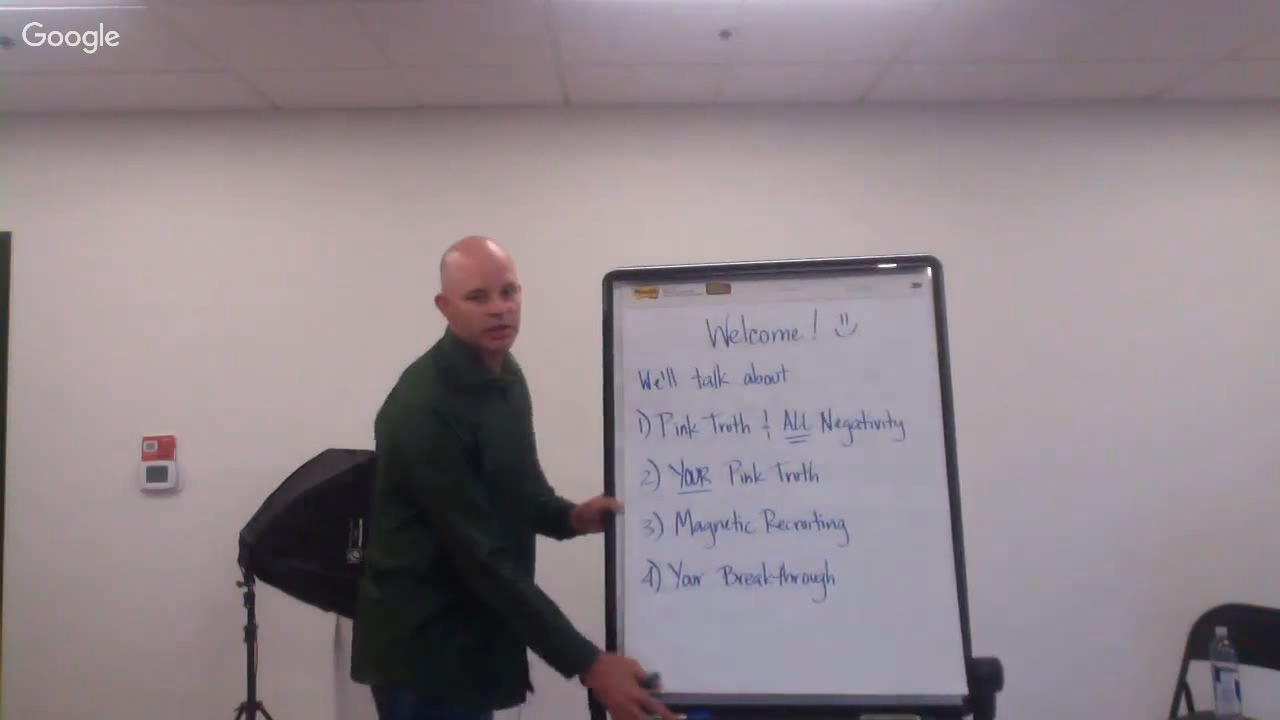 Google
Welcome!
We'll talk about
1) Pink Truth & ALL Negativity
2) YOUR Pink Truth
3) Magnetic Recruiting
4) Your Breakthrough